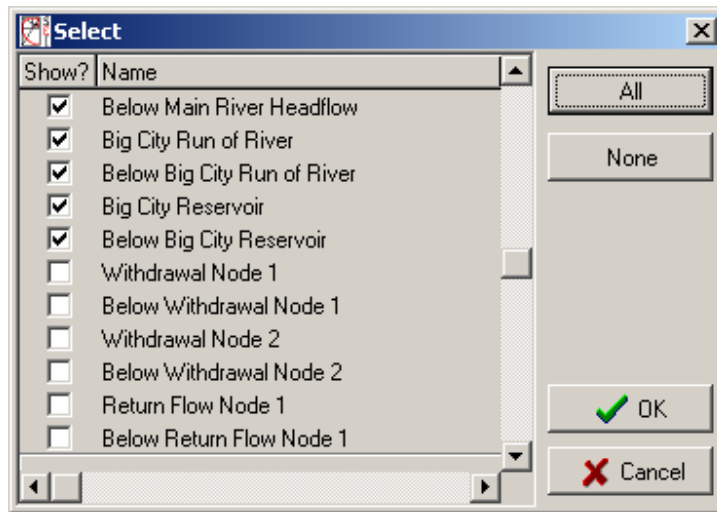 Select
Show? Name
Below Main River Headflow
Big City Run of River
Below Big City Run of River
Big City Reservoir
Below Big City Reservoir
Withdrawal Node 1
Below Withdrawal Node 1
Withdrawal Node 2
Below Withdrawal Node 2
Return Flow Node 1
Below Return Flow Node 1
All
None
OK
Cancel